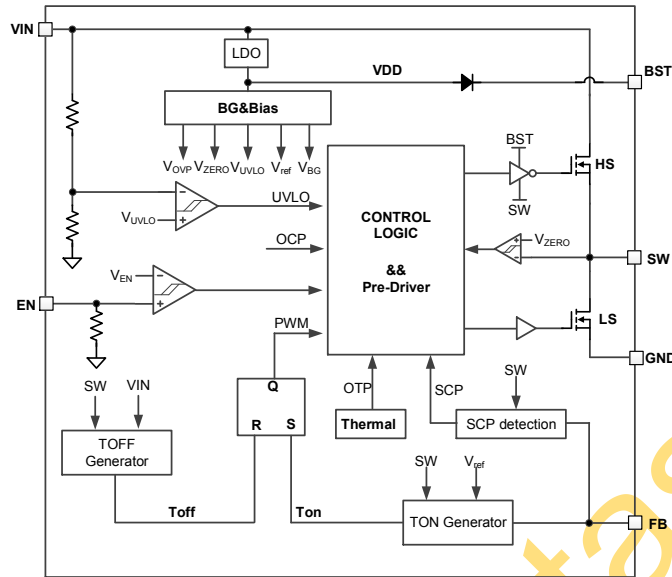 VIN
LDO
VDD
BST
BG&Bias
BST
HS
VOVP VZERO VUVLO Vref VBG
SW
UVLO
VUVLO
CONTROL
LOGIC
&&
Pre-Driver
OCP
VZERO
SW
VEN
EN
LS
PWM
GND
SW VIN
Q
R S
OTP
SCP
SW
Thermal
SCP detection
TOFF
Generator
SW
Vref
Toff
Ton
TON Generator
FB